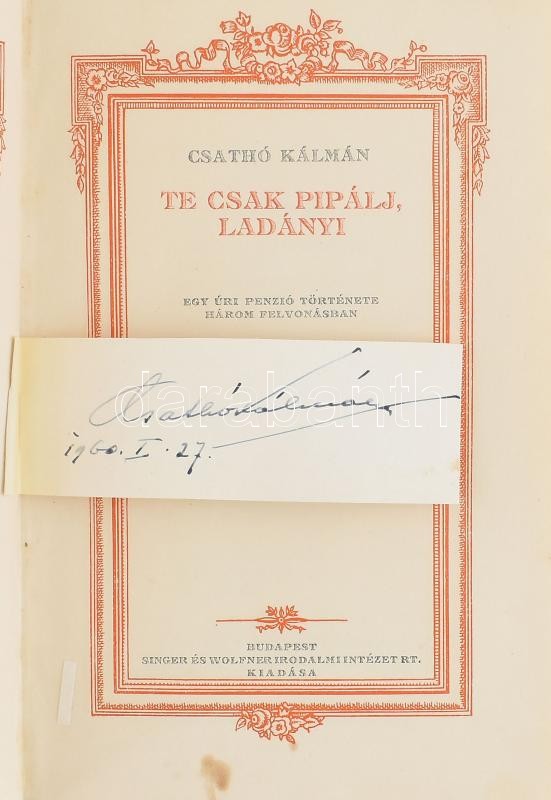 CSATHÓ KÁLMÁN
TE CSAK PIPÁLJ,
LADÁNYI
EGY ÚRI PENZIÓ TÖRTÉNETE
HÁROM FELVONÁSBAN
darabanth
Csathó Kálmán
1960. I. 27.
BUDAPEST
SINGER ÉS WOLFNER IRODALMI INTÉZET RT.
KIADÁSA